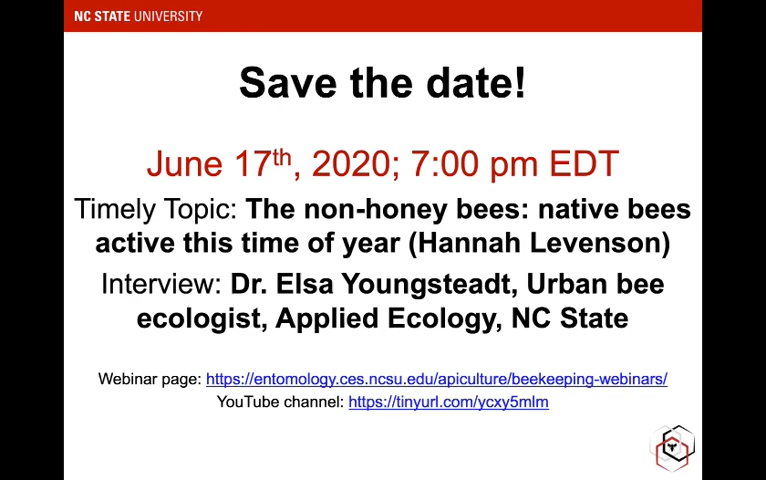 NC STATE UNIVERSITY
Save the date!
June 17th, 2020; 7:00 pm EDT
Timely Topic: The non-honey bees: native bees
active this time of year (Hannah Levenson)
Interview: Dr. Elsa Youngsteadt, Urban bee
ecologist, Applied Ecology, NC State
Webinar page: https://entomology.ces.ncsu.edu/apiculture/beekeeping-webinars/
YouTube channel: https://tinyurl.com/ycxy5mlm